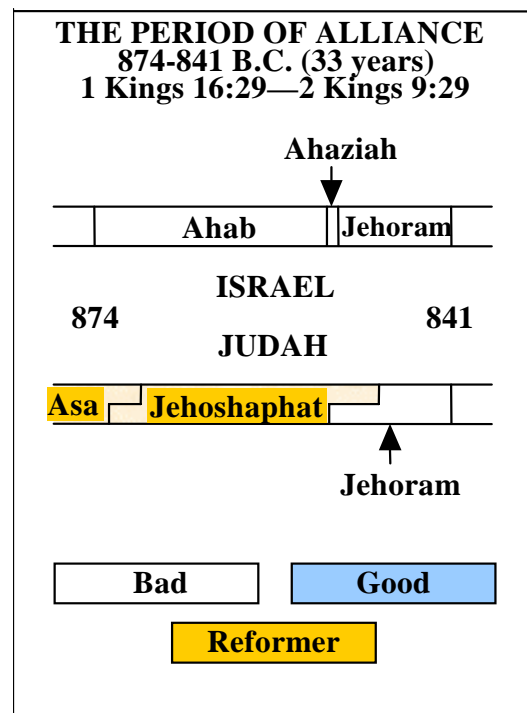 THE PERIOD OF ALLIANCE
874-841 B.C. (33 years)
1 Kings 16:29—2 Kings 9:29
Ahaziah
Ahab Jehoram
ISRAEL
874 841
JUDAH
Asa Jehoshaphat
Jehoram
Bad Good
Reformer